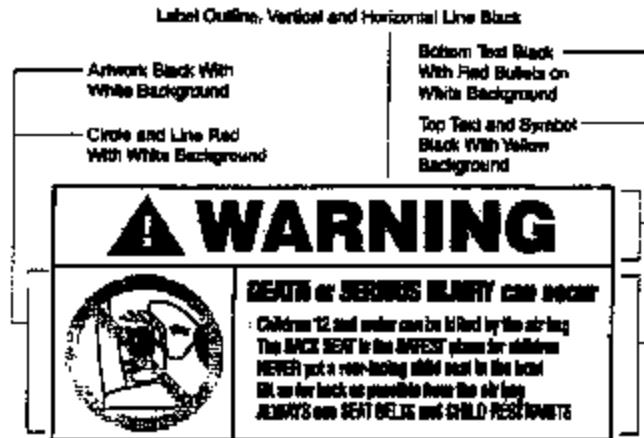 Label Outline, Vertical and Horizontal Line Black
Artwork Black With
White Background
Bottom Text Black
With Red Bullets on
White Background
Circle and Line Red
With White Background
Top Text and Symbol
Black With Yellow
Background
WARNING
DEATH or SERIOUS INJURY can occur
Children 12 and under can be killed by the air bag
The BACK SEAT is the SAFEST place for children
NEVER put a rear-facing child seat in the front
Sit as far back as possible from the air bag
ALWAYS use SEAT BELTS and CHILD RESTRAINTS